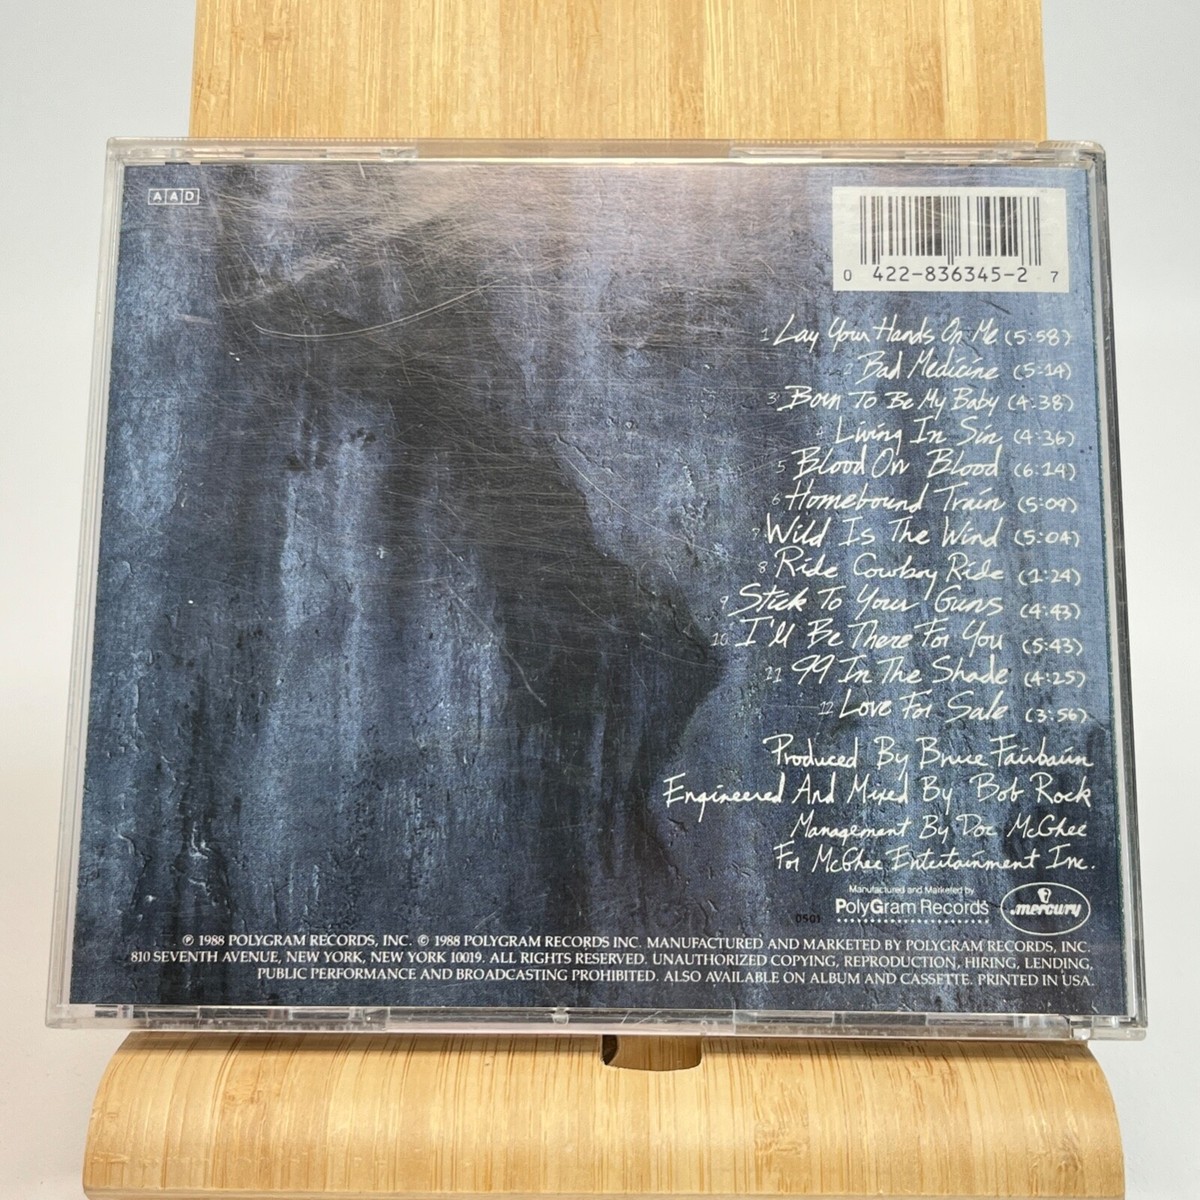 AAD
0 422-836345-2 7
1 Lay Your Hands On Me (5:58)
2 Bad Medicine (5:14)
3 Born To Be My Baby (4:38)
4 Living In Sin (4:36)
5 Blood On Blood (6:14)
6 Homebound Train (5:09)
7 Wild Is The Wind (5:04)
8 Ride Cowboy Ride (1:24)
9 Stick To Your Guns (4:43)
10 I'll Be There For You (5:43)
11 99 In The Shade (4:25)
12 Love For Sale (3:56)
Produced By Bruce Fairbairn
Engineered And Mixed By Bob Rock
Management By Doc McGhee
For McGhee Entertainment Inc.
Manufactured and Marketed by
PolyGram Records
mercury
0501
℗ 1988 POLYGRAM RECORDS, INC. © 1988 POLYGRAM RECORDS INC. MANUFACTURED AND MARKETED BY POLYGRAM RECORDS, INC.
810 SEVENTH AVENUE, NEW YORK, NEW YORK 10019. ALL RIGHTS RESERVED. UNAUTHORIZED COPYING, REPRODUCTION, HIRING, LENDING,
PUBLIC PERFORMANCE AND BROADCASTING PROHIBITED. ALSO AVAILABLE ON ALBUM AND CASSETTE. PRINTED IN USA.